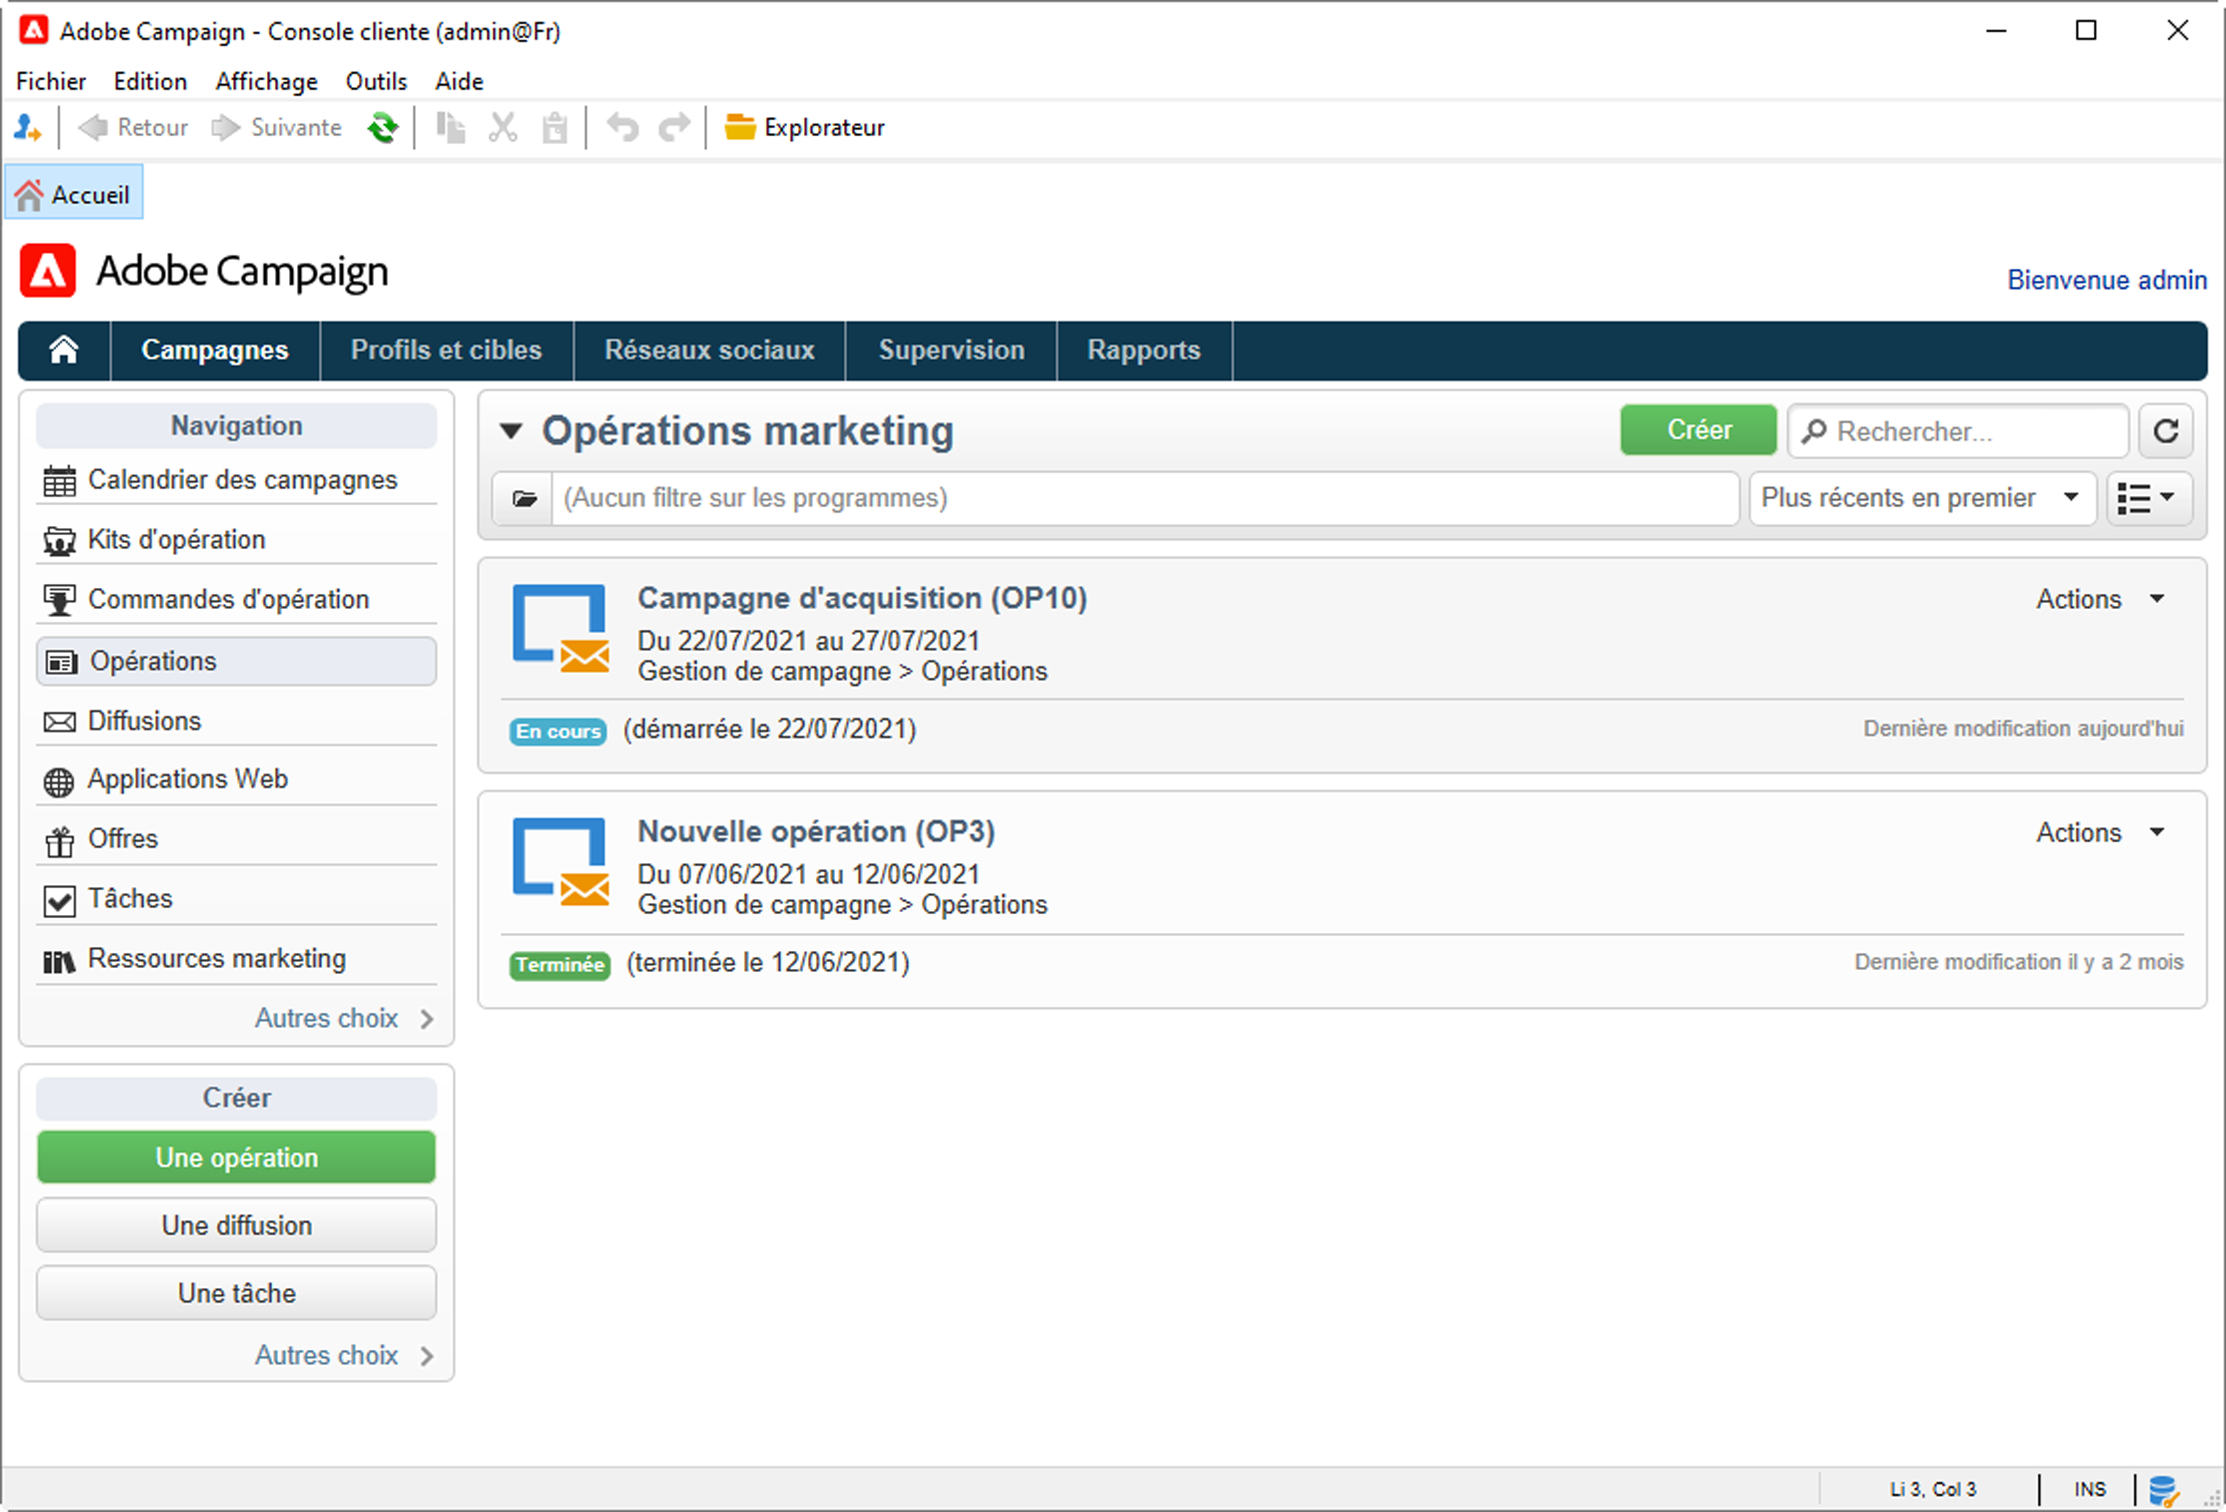 Adobe Campaign - Console cliente (admin@Fr)
Fichier Edition Affichage Outils Aide
Retour Suivante Explorateur
Accueil
Adobe Campaign
Bienvenue admin
Campagnes Profils et cibles Réseaux sociaux Supervision Rapports
Navigation
Calendrier des campagnes
Kits d'opération
Commandes d'opération
Opérations
Diffusions
Applications Web
Offres
Tâches
Ressources marketing
Autres choix
Créer
Une opération
Une diffusion
Une tâche
Autres choix
Opérations marketing Créer Rechercher...
(Aucun filtre sur les programmes) Plus récents en premier
Campagne d'acquisition (OP10) Actions
Du 22/07/2021 au 27/07/2021
Gestion de campagne > Opérations
En cours (démarrée le 22/07/2021) Dernière modification aujourd'hui
Nouvelle opération (OP3) Actions
Du 07/06/2021 au 12/06/2021
Gestion de campagne > Opérations
Terminée (terminée le 12/06/2021) Dernière modification il y a 2 mois
Li 3, Col 3 INS